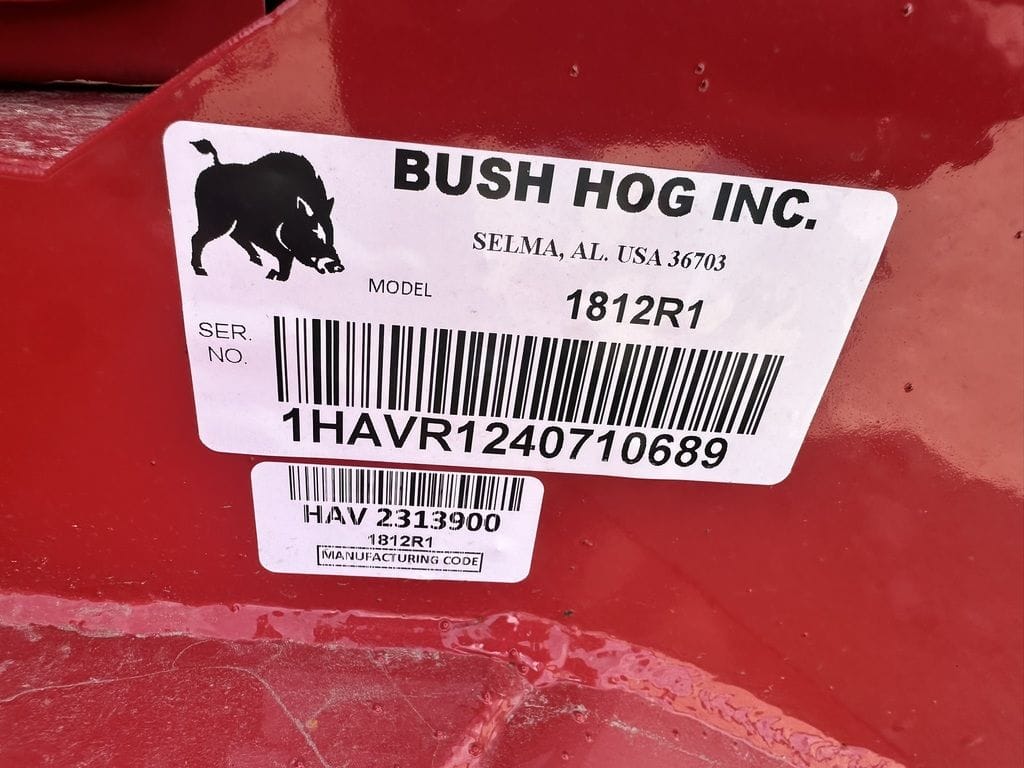 BUSH HOG INC.
SELMA, AL. USA 36703
MODEL 1812R1
SER.
NO.
1HAVR1240710689
HAV 2313900
1812R1
MANUFACTURING CODE